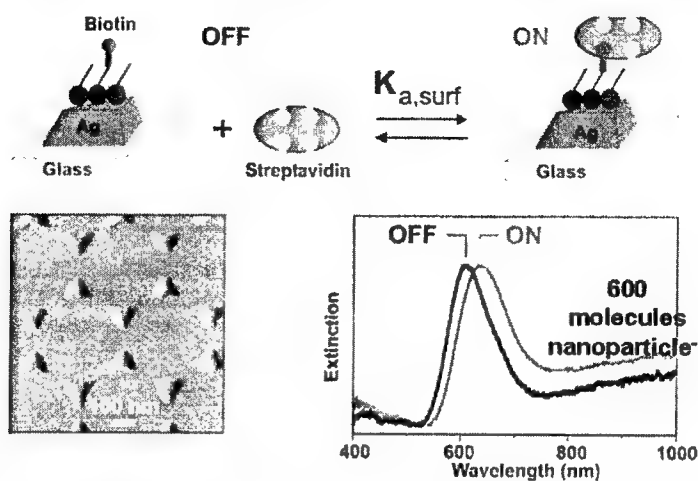 Biotin
OFF
ON
Ka,surf
Ag
+
Ag
Glass
Streptavidin
Glass
OFF
ON
600
molecules
nanoparticle-
Extinction
400
600
800
1000
Wavelength (nm)